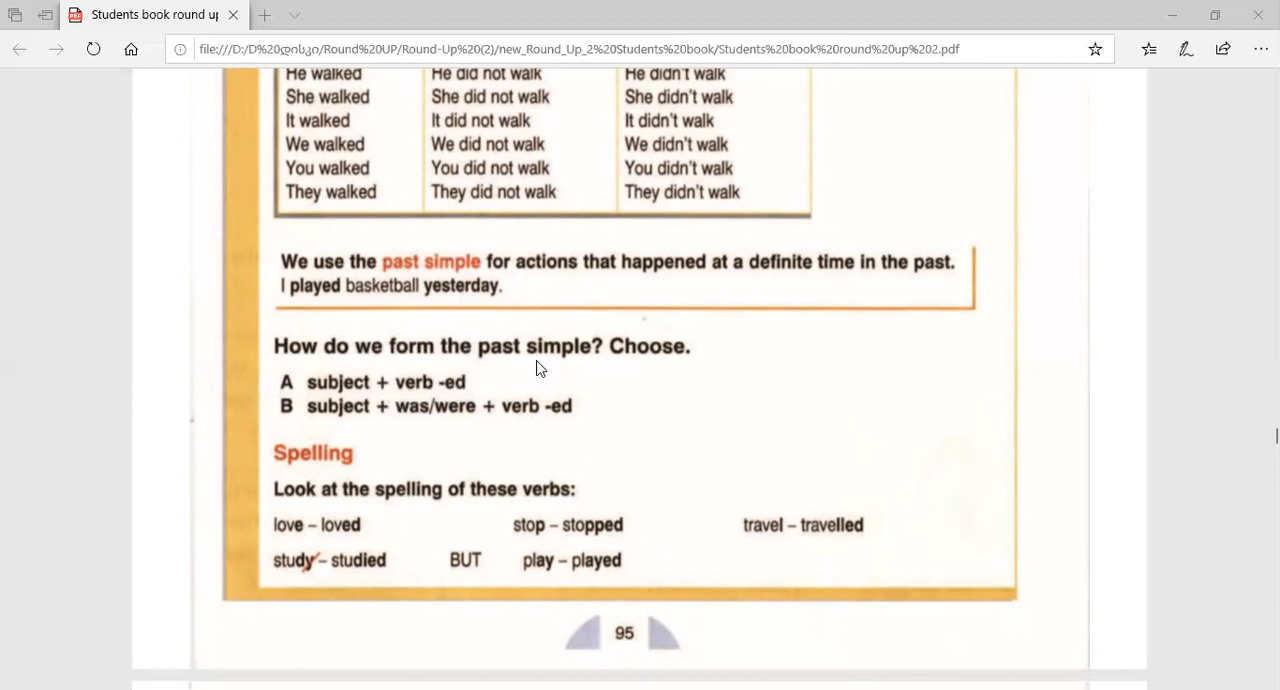 Students book round up
file:///D:/D%20დისკი/Round%20UP/Round-Up%20(2)/new_Round_Up_2%20Students%20book/Students%20book%20round%20up%202.pdf
He walked He did not walk He didn't walk
She walked She did not walk She didn't walk
It walked It did not walk It didn't walk
We walked We did not walk We didn't walk
You walked You did not walk You didn't walk
They walked They did not walk They didn't walk
We use the past simple for actions that happened at a definite time in the past.
I played basketball yesterday.
How do we form the past simple? Choose.
A subject + verb -ed
B subject + was/were + verb -ed
Spelling
Look at the spelling of these verbs:
love – loved stop – stopped travel – travelled
study – studied BUT play – played
95